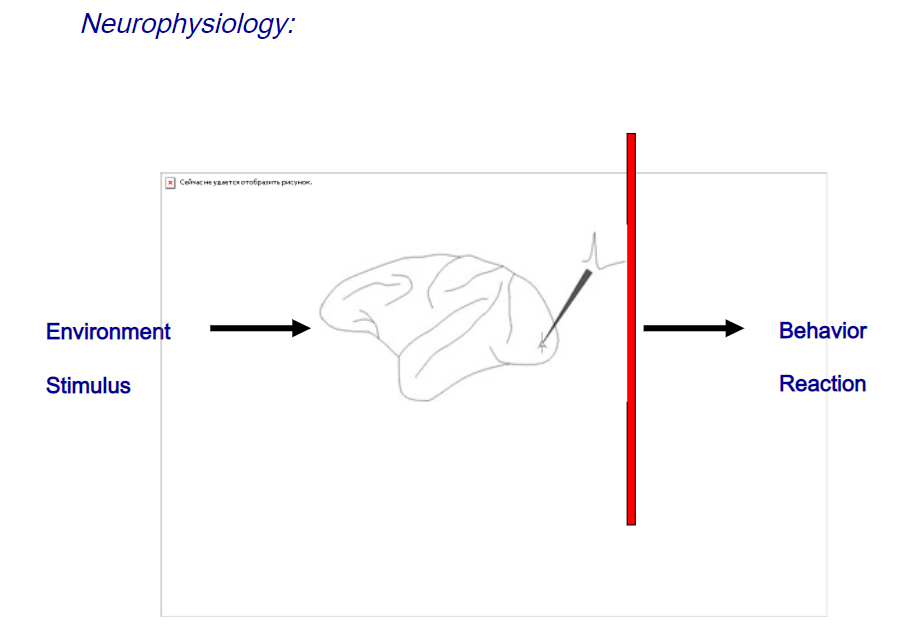 Neurophysiology:
Сейчас не удается отобразить рисунок.
Environment
Stimulus
Behavior
Reaction